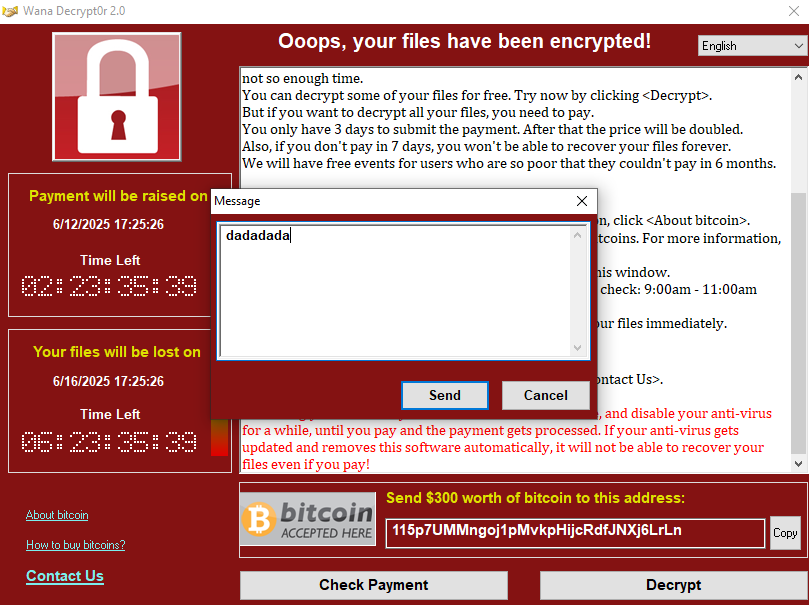 Wana Decrypt0r 2.0
Ooops, your files have been encrypted!
English
not so enough time.
You can decrypt some of your files for free. Try now by clicking <Decrypt>.
But if you want to decrypt all your files, you need to pay.
You only have 3 days to submit the payment. After that the price will be doubled.
Also, if you don't pay in 7 days, you won't be able to recover your files forever.
We will have free events for users who are so poor that they couldn't pay in 6 months.
Payment will be raised on
6/12/2025 17:25:26
Time Left
02:23:35:39
Your files will be lost on
6/16/2025 17:25:26
Time Left
06:23:35:39
Message
dadadada
Send
Cancel
click <About bitcoin>.
For more information,
this window.
check: 9:00am - 11:00am
your files immediately.
<Contact Us>.
and disable your anti-virus
for a while, until you pay and the payment gets processed. If your anti-virus gets
updated and removes this software automatically, it will not be able to recover your
files even if you pay!
About bitcoin
How to buy bitcoins?
Contact Us
bitcoin
ACCEPTED HERE
Send $300 worth of bitcoin to this address:
115p7UMMngoj1pMvkpHijcRdfJNXj6LrLn
Copy
Check Payment
Decrypt